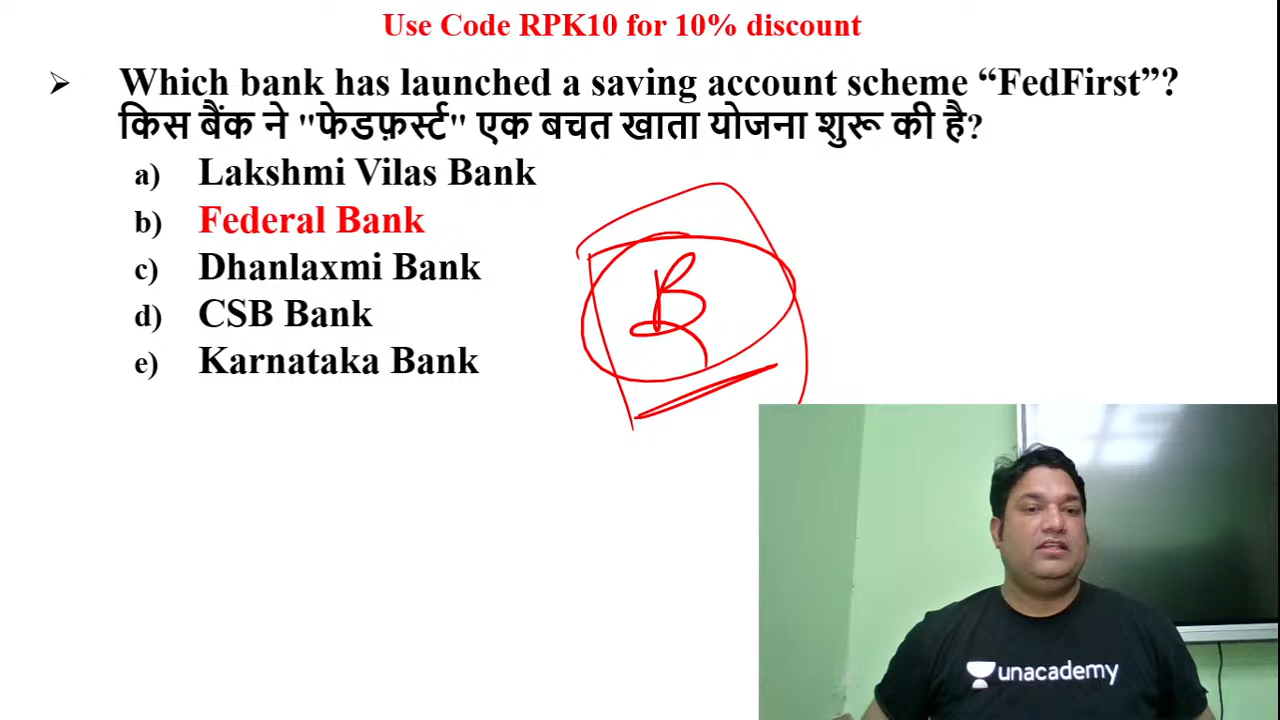 Use Code RPK10 for 10% discount
➢ Which bank has launched a saving account scheme “FedFirst”?
किस बैंक ने "फेडफ़र्स्ट" एक बचत खाता योजना शुरू की है?
a) Lakshmi Vilas Bank
b) Federal Bank
c) Dhanlaxmi Bank
d) CSB Bank
e) Karnataka Bank
B
unacademy